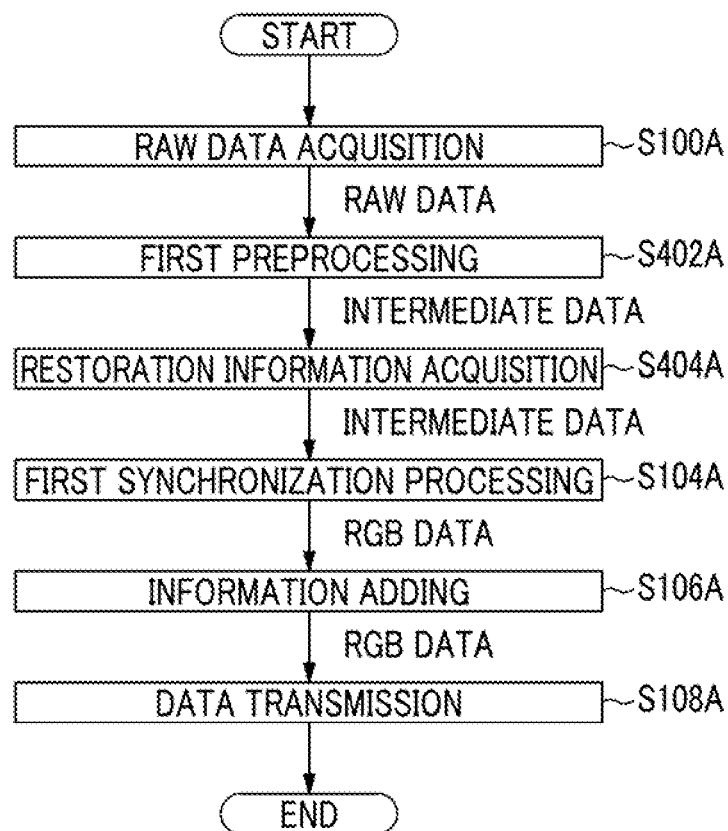 START
RAW DATA ACQUISITION
S100A
RAW DATA
FIRST PREPROCESSING
S402A
INTERMEDIATE DATA
RESTORATION INFORMATION ACQUISITION
S404A
INTERMEDIATE DATA
FIRST SYNCHRONIZATION PROCESSING
S104A
RGB DATA
INFORMATION ADDING
S106A
RGB DATA
DATA TRANSMISSION
S108A
END